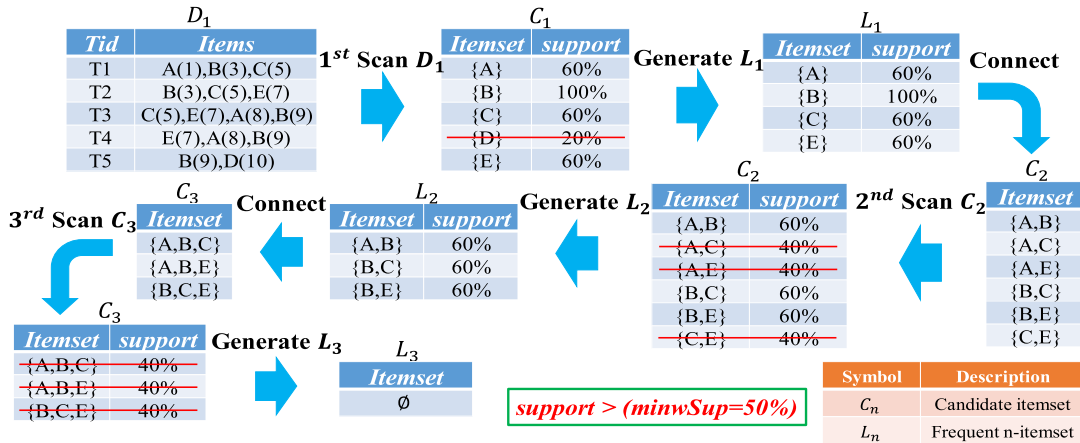 D₁
Tid Items
T1 A(1),B(3),C(5)
T2 B(3),C(5),E(7)
T3 C(5),E(7),A(8),B(9)
T4 E(7),A(8),B(9)
T5 B(9),D(10)
1ˢᵗ Scan D₁
C₁
Itemset support
{A} 60%
{B} 100%
{C} 60%
{D} 20%
{E} 60%
Generate L₁
L₁
Itemset support
{A} 60%
{B} 100%
{C} 60%
{E} 60%
Connect
C₂
Itemset
{A,B}
{A,C}
{A,E}
{B,C}
{B,E}
{C,E}
2ⁿᵈ Scan C₂
C₂
Itemset support
{A,B} 60%
{A,C} 40%
{A,E} 40%
{B,C} 60%
{B,E} 60%
{C,E} 40%
Generate L₂
L₂
Itemset support
{A,B} 60%
{B,C} 60%
{B,E} 60%
Connect
C₃
Itemset
{A,B,C}
{A,B,E}
{B,C,E}
3ʳᵈ Scan C₃
C₃
Itemset support
{A,B,C} 40%
{A,B,E} 40%
{B,C,E} 40%
Generate L₃
L₃
Itemset
∅
support > (minwSup=50%)
Symbol Description
Cₙ Candidate itemset
Lₙ Frequent n-itemset